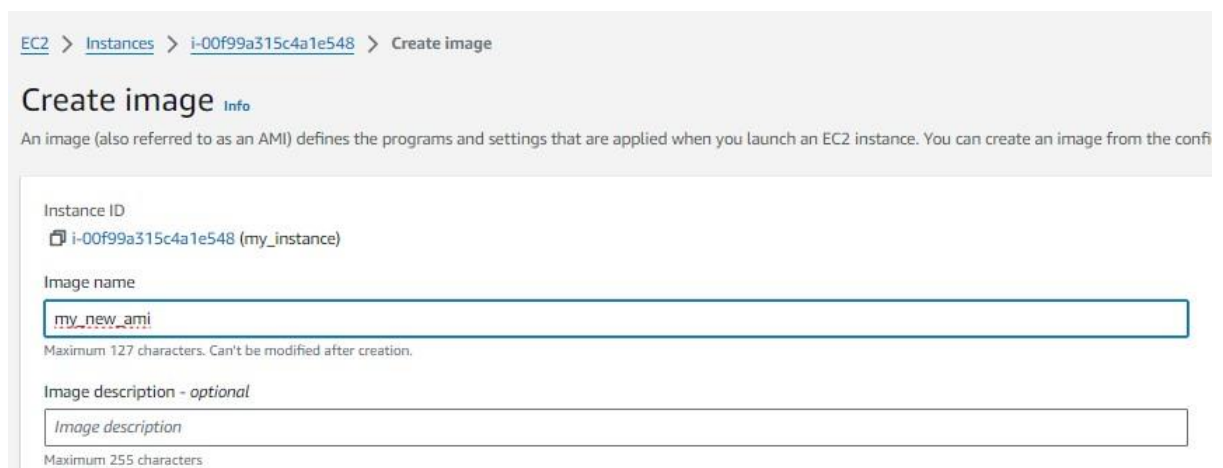 EC2 > Instances > i-00f99a315c4a1e548 > Create image
Create image Info
An image (also referred to as an AMI) defines the programs and settings that are applied when you launch an EC2 instance. You can create an image from the confi
Instance ID
i-00f99a315c4a1e548 (my_instance)
Image name
my_new_ami
Maximum 127 characters. Can't be modified after creation.
Image description - optional
Image description
Maximum 255 characters